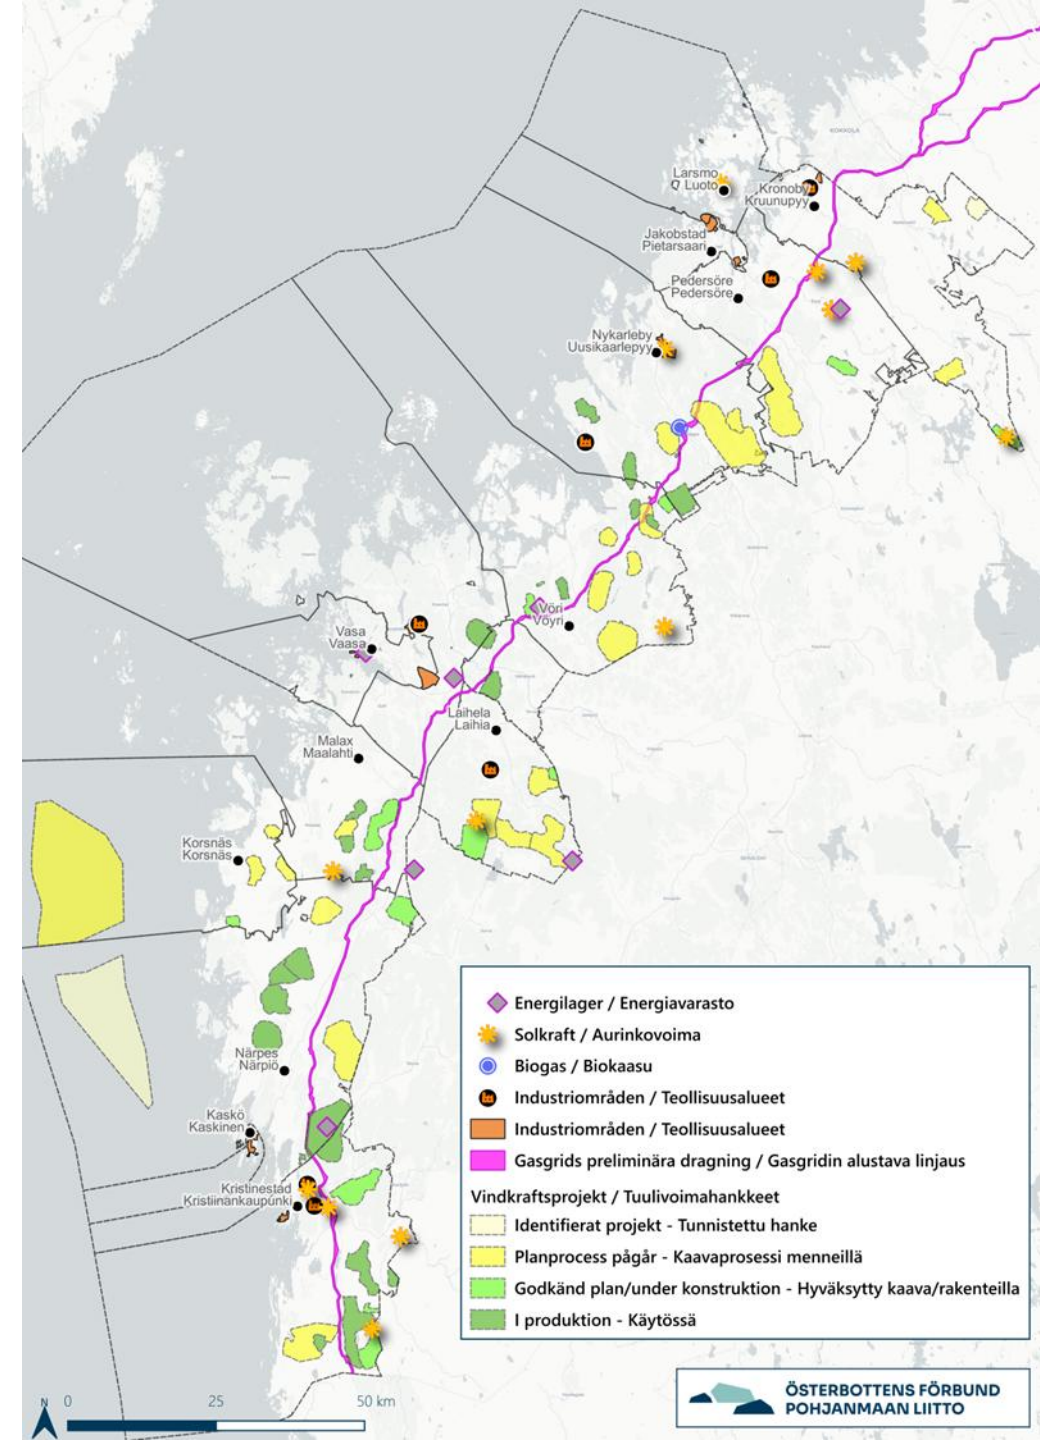 KOKKOLA
Larsmo
Luoto
Kronoby
Kruunupyy
Jakobstad
Pietarsaari
Pedersöre
Pedersöre
Nykarleby
Uusikaarlepyy
Vöri
Vöyri
Vasa
Vaasa
Laihela
Laihia
Malax
Maalahti
Korsnäs
Korsnäs
Närpes
Närpiö
Kaskö
Kaskinen
Kristinestad
Kristiinankaupunki
Energilager / Energiavarasto
Solkraft / Aurinkovoima
Biogas / Biokaasu
Industriområden / Teollisuusalueet
Industriområden / Teollisuusalueet
Gasgrids preliminära dragning / Gasgridin alustava linjaus
Vindkraftsprojekt / Tuulivoimahankkeet
Identifierat projekt - Tunnistettu hanke
Planprocess pågår - Kaavaprosessi menneillä
Godkänd plan/under konstruktion - Hyväksytty kaava/rakenteilla
I produktion - Käytössä
N 0 25 50 km
ÖSTERBOTTENS FÖRBUND
POHJANMAAN LIITTO